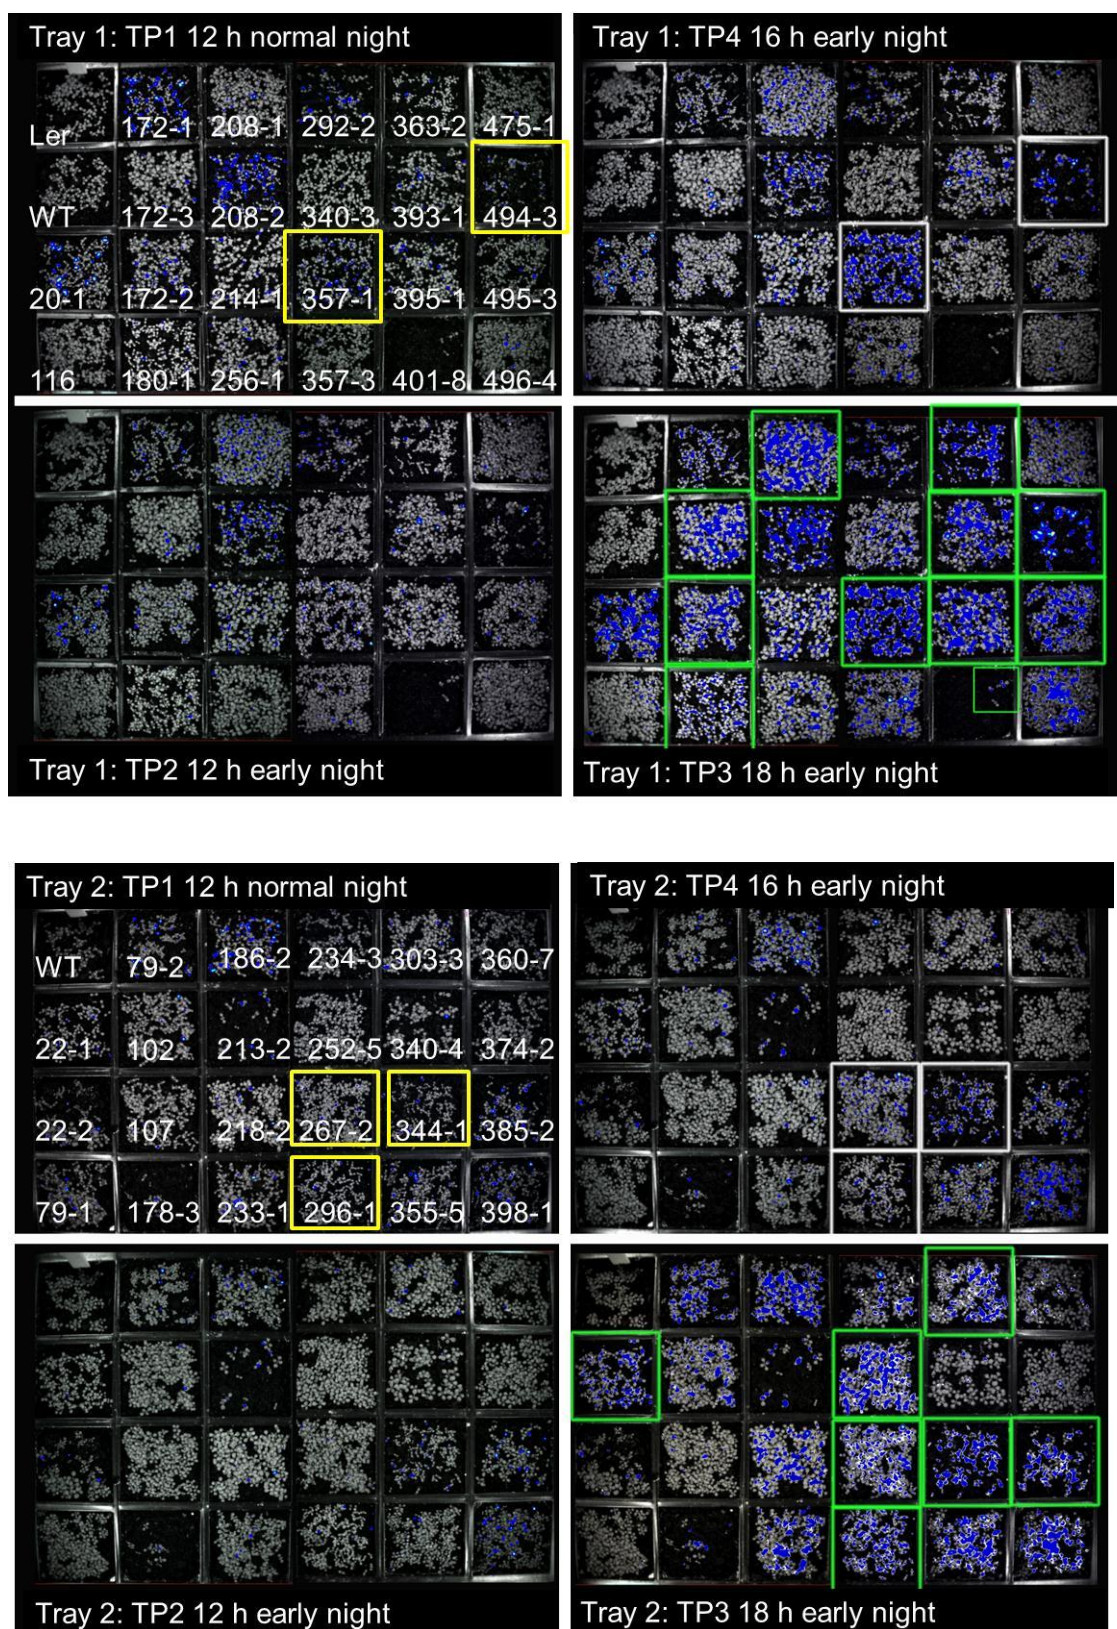 Tray 1: TP1 12 h normal night
Tray 1: TP4 16 h early night
Ler 172-1 208-1 292-2 363-2 475-1
WT 172-3 208-2 340-3 393-1 494-3
20-1 172-2 214-1 357-1 395-1 495-3
116 180-1 256-1 357-3 401-8 496-4
Tray 1: TP2 12 h early night
Tray 1: TP3 18 h early night
Tray 2: TP1 12 h normal night
Tray 2: TP4 16 h early night
WT 79-2 186-2 234-3 303-3 360-7
22-1 102 213-2 252-5 340-4 374-2
22-2 107 218-2 267-2 344-1 385-2
79-1 178-3 233-1 296-1 355-5 398-1
Tray 2: TP2 12 h early night
Tray 2: TP3 18 h early night